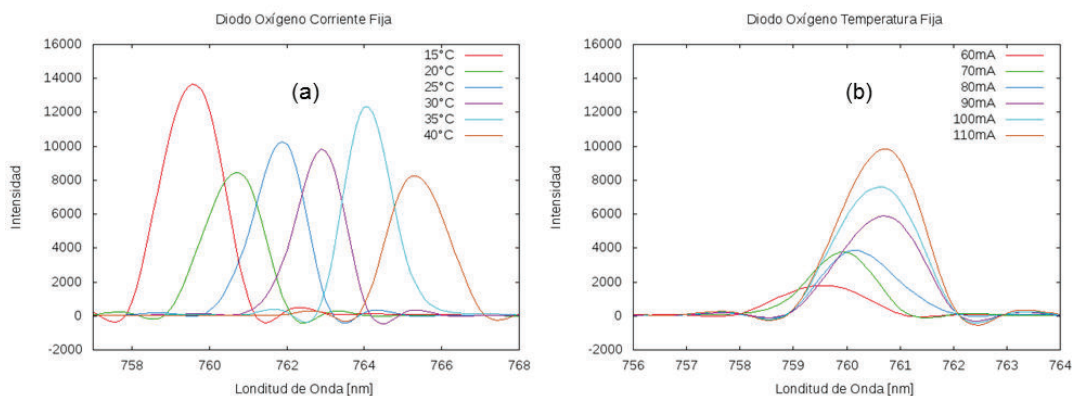 Diodo Oxígeno Corriente Fija
16000
14000
12000
10000
8000
6000
4000
2000
0
-2000
Intensidad
(a)
15°C
20°C
25°C
30°C
35°C
40°C
758 760 762 764 766 768
Londitud de Onda [nm]
Diodo Oxígeno Temperatura Fija
16000
14000
12000
10000
8000
6000
4000
2000
0
-2000
Intensidad
(b)
60mA
70mA
80mA
90mA
100mA
110mA
756 757 758 759 760 761 762 763 764
Londitud de Onda [nm]